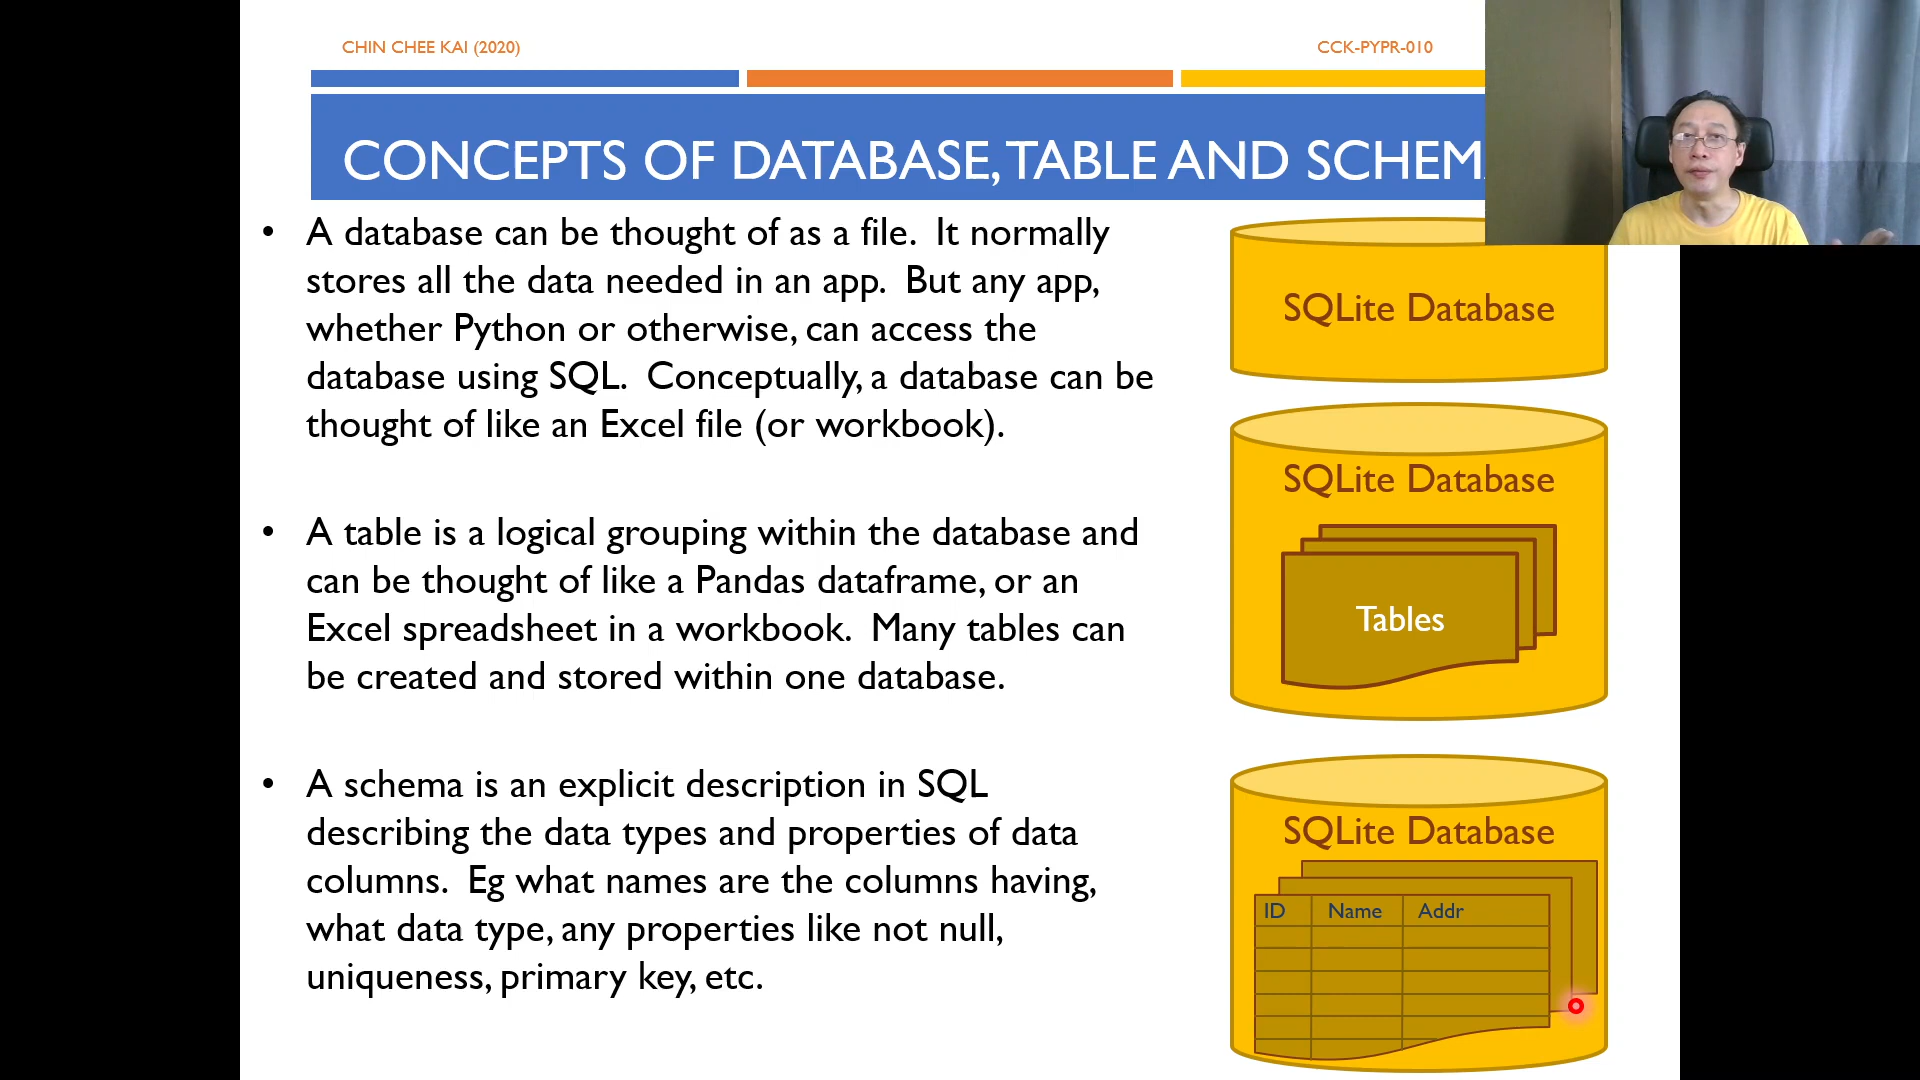 CHIN CHEE KAI (2020)
CCK-PYPR-010
CONCEPTS OF DATABASE, TABLE AND SCHEM
• A database can be thought of as a file.  It normally
stores all the data needed in an app.  But any app,
whether Python or otherwise, can access the
database using SQL.  Conceptually, a database can be
thought of like an Excel file (or workbook).
• A table is a logical grouping within the database and
can be thought of like a Pandas dataframe, or an
Excel spreadsheet in a workbook.  Many tables can
be created and stored within one database.
• A schema is an explicit description in SQL
describing the data types and properties of data
columns.  Eg what names are the columns having,
what data type, any properties like not null,
uniqueness, primary key, etc.
SQLite Database
SQLite Database
Tables
SQLite Database
ID Name Addr